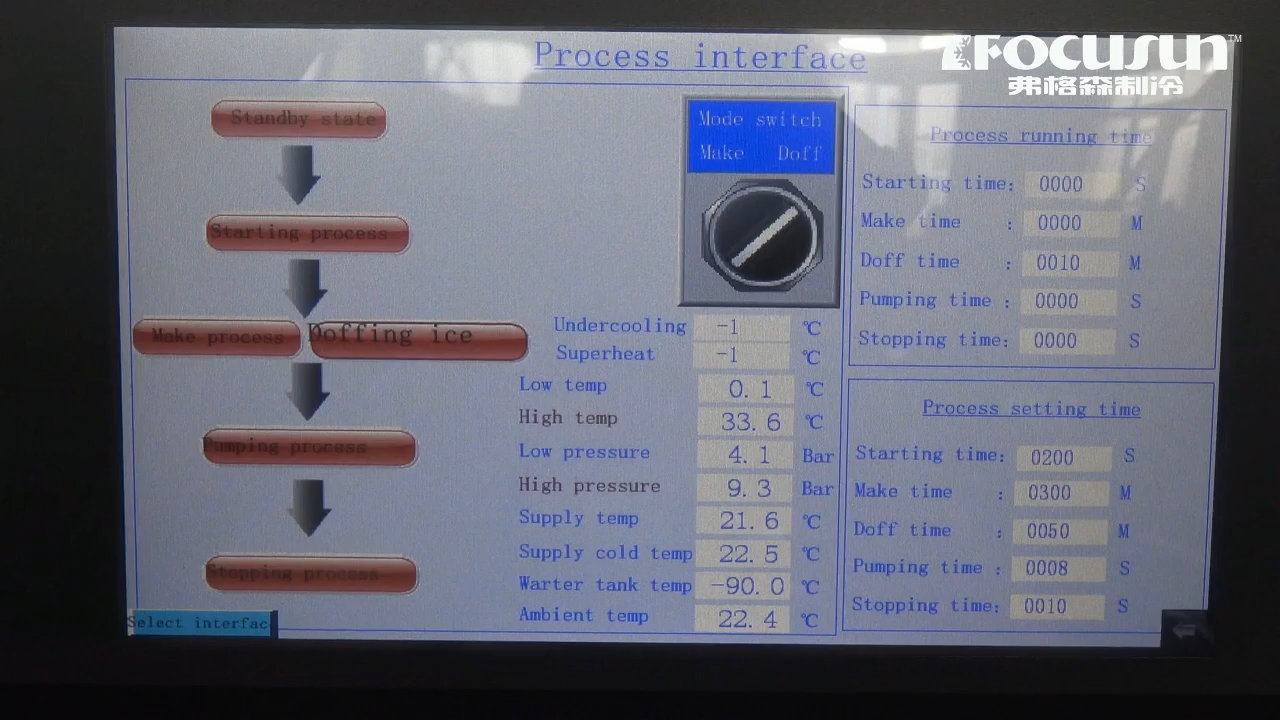 Process interface
FOCUSUN™
弗格森制冷
Standby state
Starting process
Make process
Doffing ice
Pumping process
Stopping process
Select interfac
Mode switch
Make Doff
Undercooling -1 ℃
Superheat -1 ℃
Low temp 0.1 ℃
High temp 33.6 ℃
Low pressure 4.1 Bar
High pressure 9.3 Bar
Supply temp 21.6 ℃
Supply cold temp 22.5 ℃
Warter tank temp -90.0 ℃
Ambient temp 22.4 ℃
Process running time
Starting time: 0000 S
Make time : 0000 M
Doff time : 0010 M
Pumping time : 0000 S
Stopping time: 0000 S
Process setting time
Starting time: 0200 S
Make time : 0300 M
Doff time : 0050 M
Pumping time : 0008 S
Stopping time: 0010 S